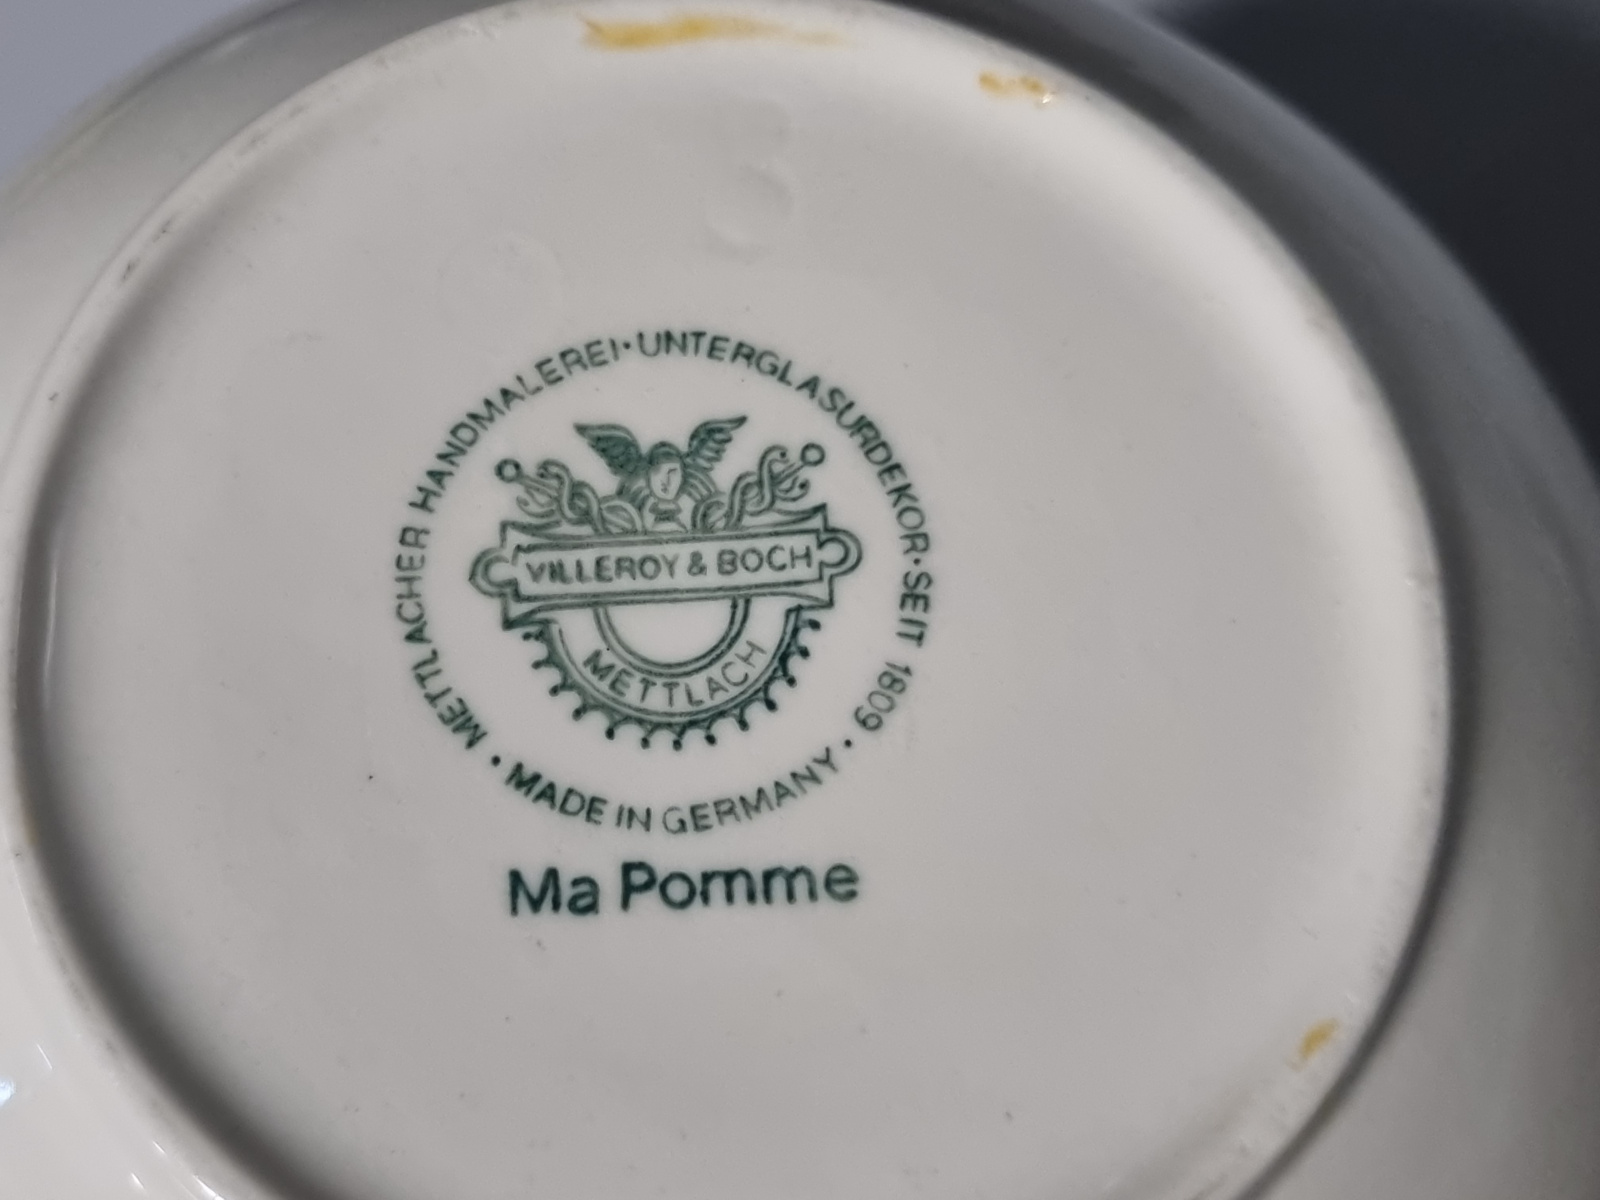 METTLACHER HANDMALEREI · UNTERGLASURDEKOR · SEIT 1809 ·
VILLEROY & BOCH
METTLACH
MADE IN GERMANY ·
Ma Pomme